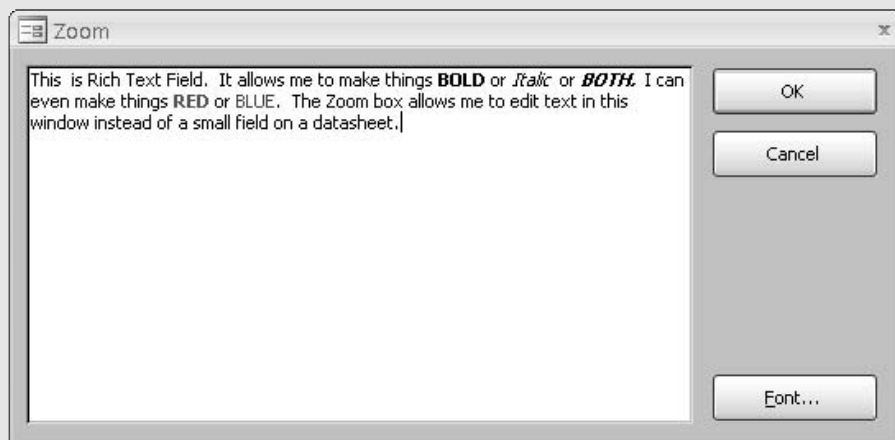 Zoom
This  is Rich Text Field.  It allows me to make things BOLD or Italic or BOTH.  I can
even make things RED or BLUE.  The Zoom box allows me to edit text in this
window instead of a small field on a datasheet.
OK
Cancel
Font...